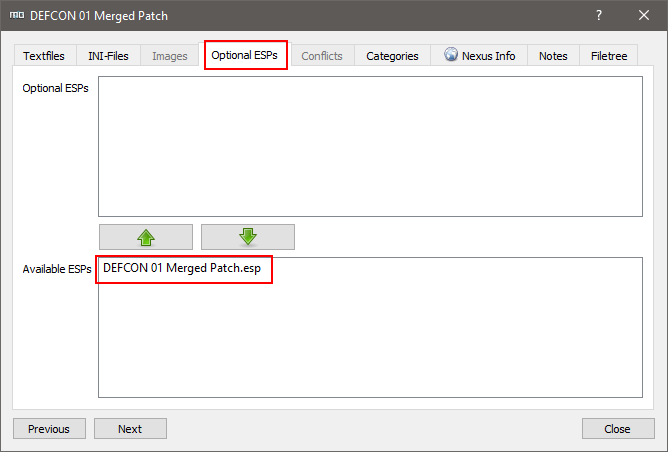 DEFCON 01 Merged Patch
Textfiles INI-Files Images Optional ESPs Conflicts Categories Nexus Info Notes Filetree
Optional ESPs
Available ESPs DEFCON 01 Merged Patch.esp
Previous Next Close